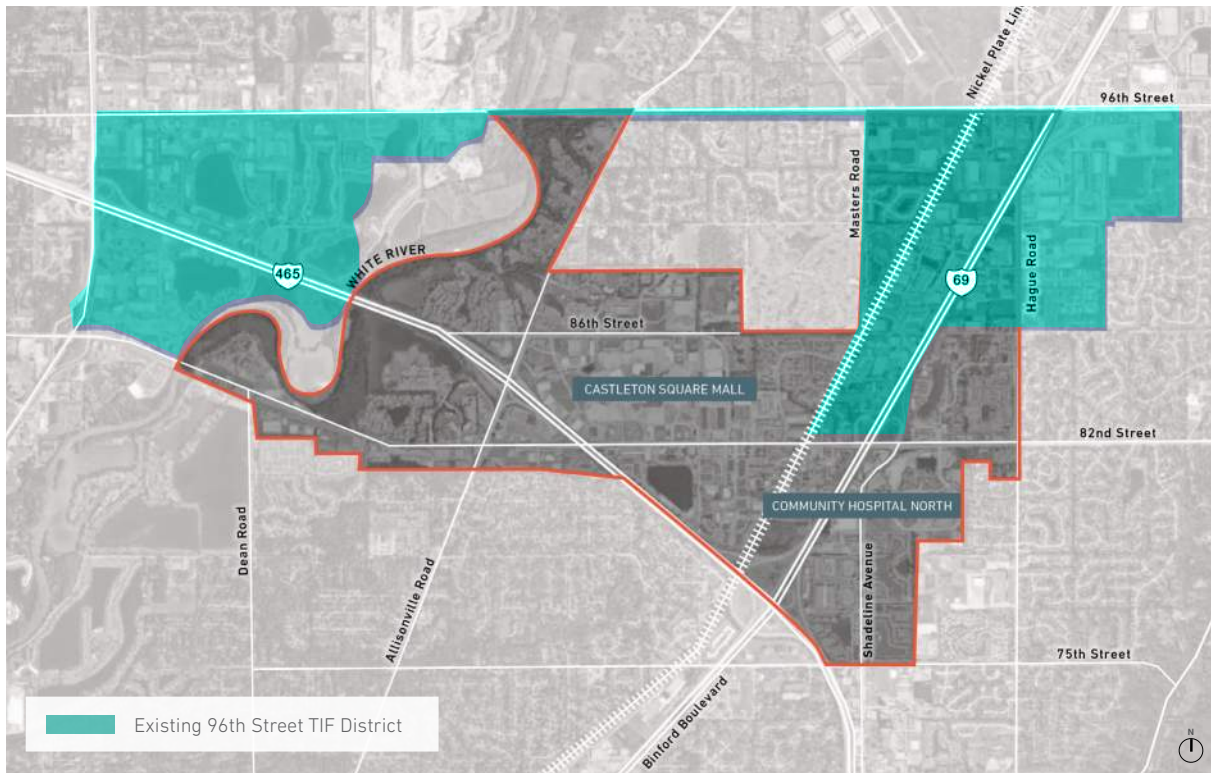 Nickel Plate Lin
96th Street
Masters Road
WHITE RIVER
465
69
Hague Road
86th Street
CASTLETON SQUARE MALL
82nd Street
COMMUNITY HOSPITAL NORTH
Dean Road
Allisonville Road
Shadeline Avenue
75th Street
Binford Boulevard
Existing 96th Street TIF District
N